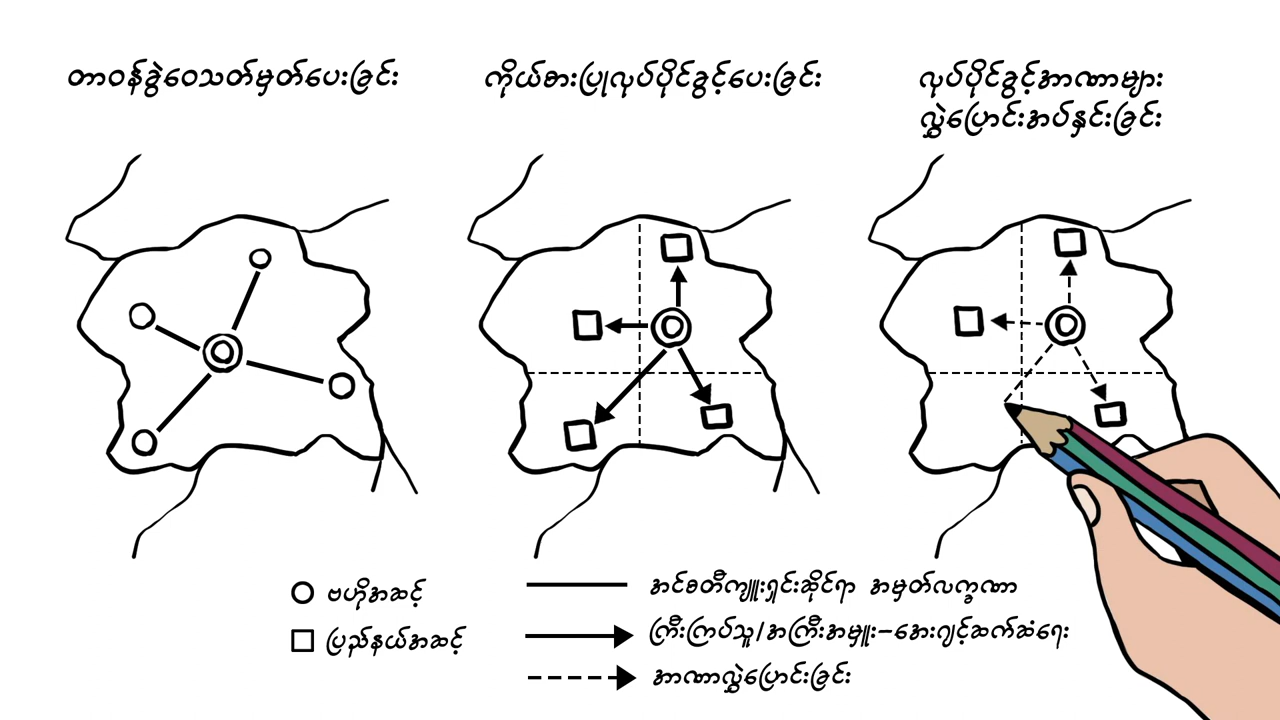 တာဝန်ခွဲဝေသတ်မှတ်ပေးခြင်း
ကိုယ်စားပြုလုပ်ပိုင်ခွင့်ပေးခြင်း
လုပ်ပိုင်ခွင့်အာဏာများ
လွှဲပြောင်းအပ်နှင်းခြင်း
ဗဟိုအဆင့်
ပြည်နယ်အဆင့်
အင်စတီကျူးရှင်းဆိုင်ရာ အမှတ်လက္ခဏာ
ကြီးကြပ်သူ/အကြီးအမှူး-အေးဂျင့်ဆက်ဆံရေး
အာဏာလွှဲပြောင်းခြင်း